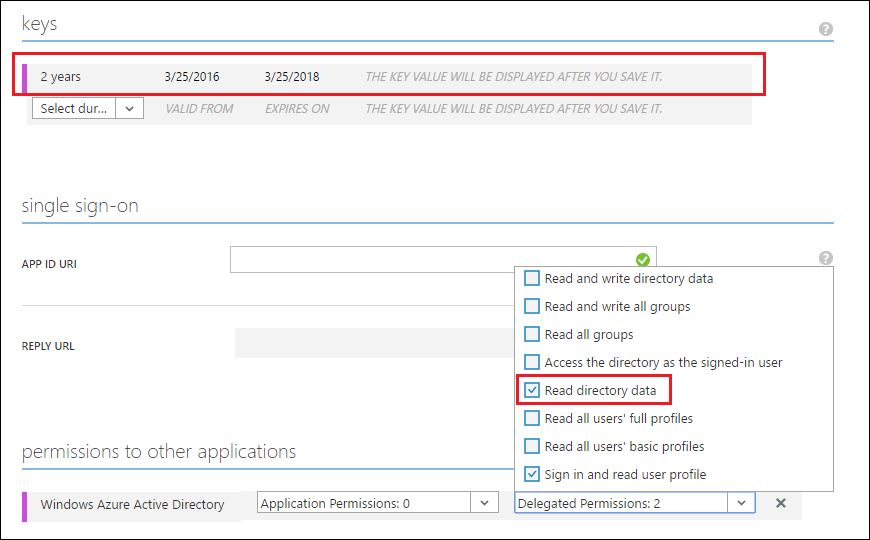 keys
?
2 years 3/25/2016 3/25/2018 THE KEY VALUE WILL BE DISPLAYED AFTER YOU SAVE IT.
Select dur... VALID FROM EXPIRES ON THE KEY VALUE WILL BE DISPLAYED AFTER YOU SAVE IT.
single sign-on
APP ID URI
?
Read and write directory data
Read and write all groups
Read all groups
REPLY URL
Access the directory as the signed-in user
Read directory data
Read all users' full profiles
Read all users' basic profiles
Sign in and read user profile
permissions to other applications
Windows Azure Active Directory Application Permissions: 0 Delegated Permissions: 2